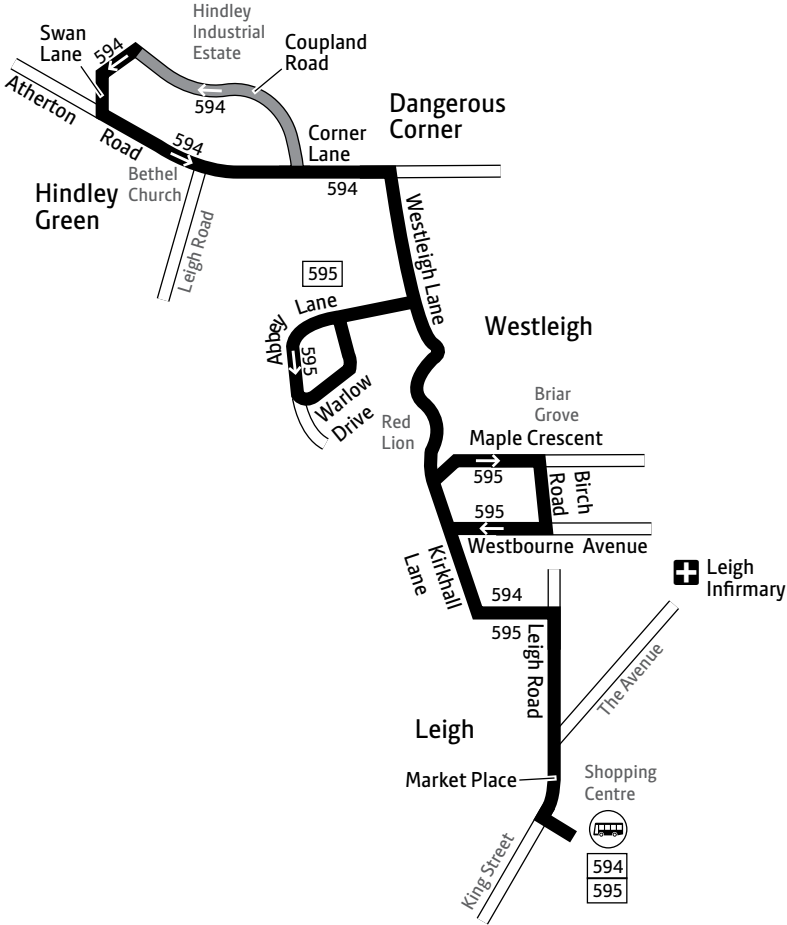 Hindley
Industrial
Estate
Swan
Lane
594
Coupland
Road
594
Atherton
Road
594
Dangerous
Corner
Corner
Lane
594
Bethel
Church
Hindley
Green
Leigh Road
Westleigh Lane
595
Abbey Lane
595
Warlow
Drive
Westleigh
Red
Lion
Briar
Grove
Maple Crescent
595
Birch
Road
595
Westbourne Avenue
Kirkhall
Lane
594
595
Leigh
Infirmary
Leigh Road
The Avenue
Leigh
Market Place
Shopping
Centre
King Street
594
595